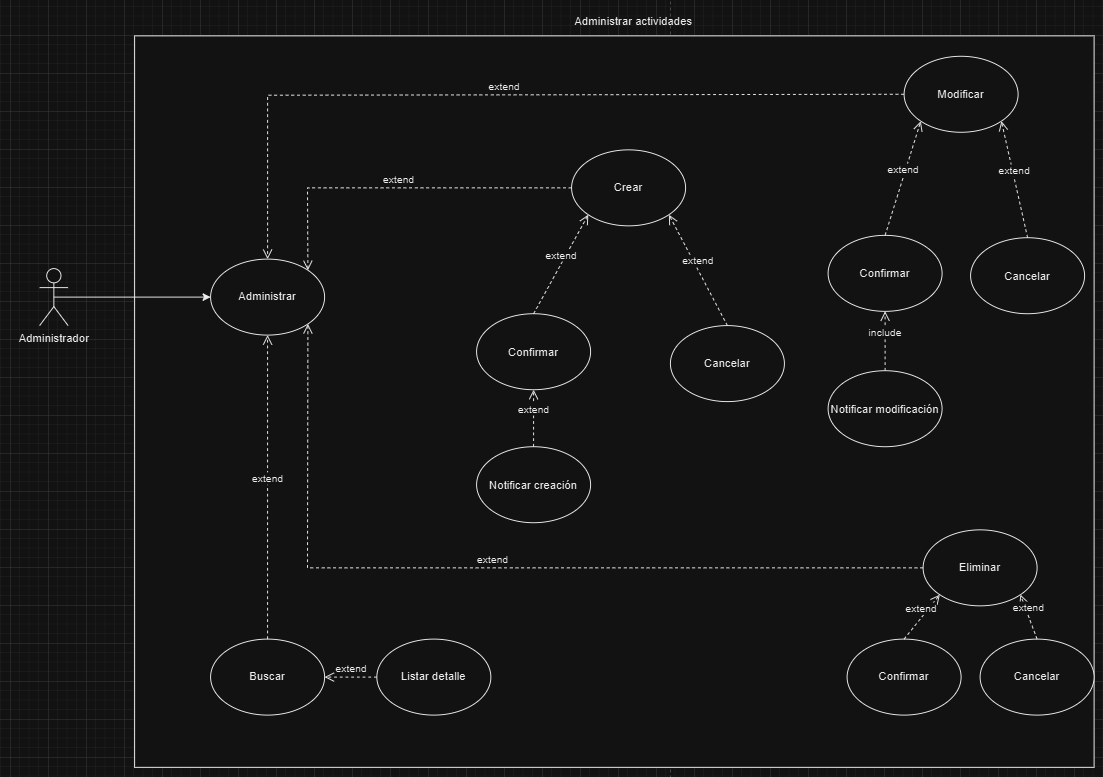 Administrar actividades
extend
Modificar
extend
Crear
extend
extend
extend
extend
Administrar
Confirmar
Cancelar
Administrador
include
Confirmar
Cancelar
extend
Notificar modificación
extend
Notificar creación
extend
Eliminar
extend
extend
Buscar
extend
Listar detalle
Confirmar
Cancelar